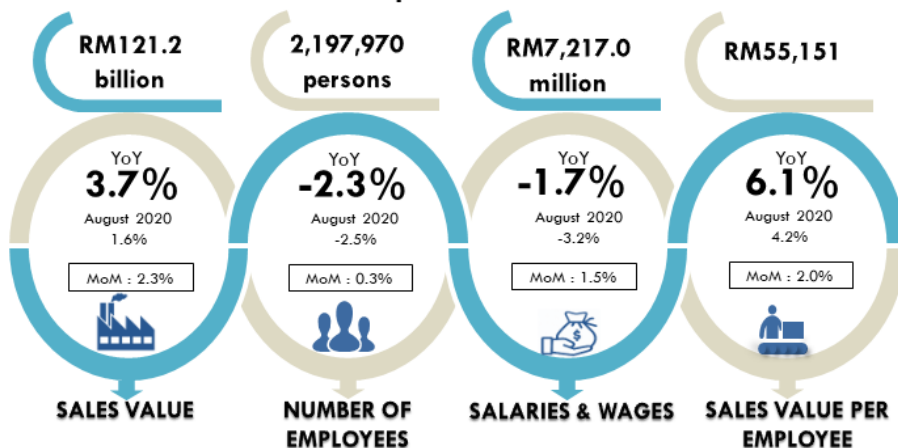 RM121.2
billion
2,197,970
persons
RM7,217.0
million
RM55,151
YoY
3.7%
August 2020
1.6%
MoM : 2.3%
YoY
-2.3%
August 2020
-2.5%
MoM : 0.3%
YoY
-1.7%
August 2020
-3.2%
MoM : 1.5%
YoY
6.1%
August 2020
4.2%
MoM : 2.0%
$
SALES VALUE
NUMBER OF
EMPLOYEES
SALARIES & WAGES
SALES VALUE PER
EMPLOYEE